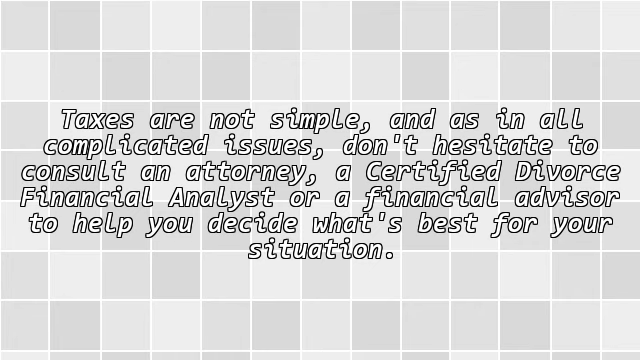 Taxes are not simple, and as in all
complicated issues, don't hesitate to
consult an attorney, a Certified Divorce
Financial Analyst or a financial advisor
to help you decide what's best for your
situation.